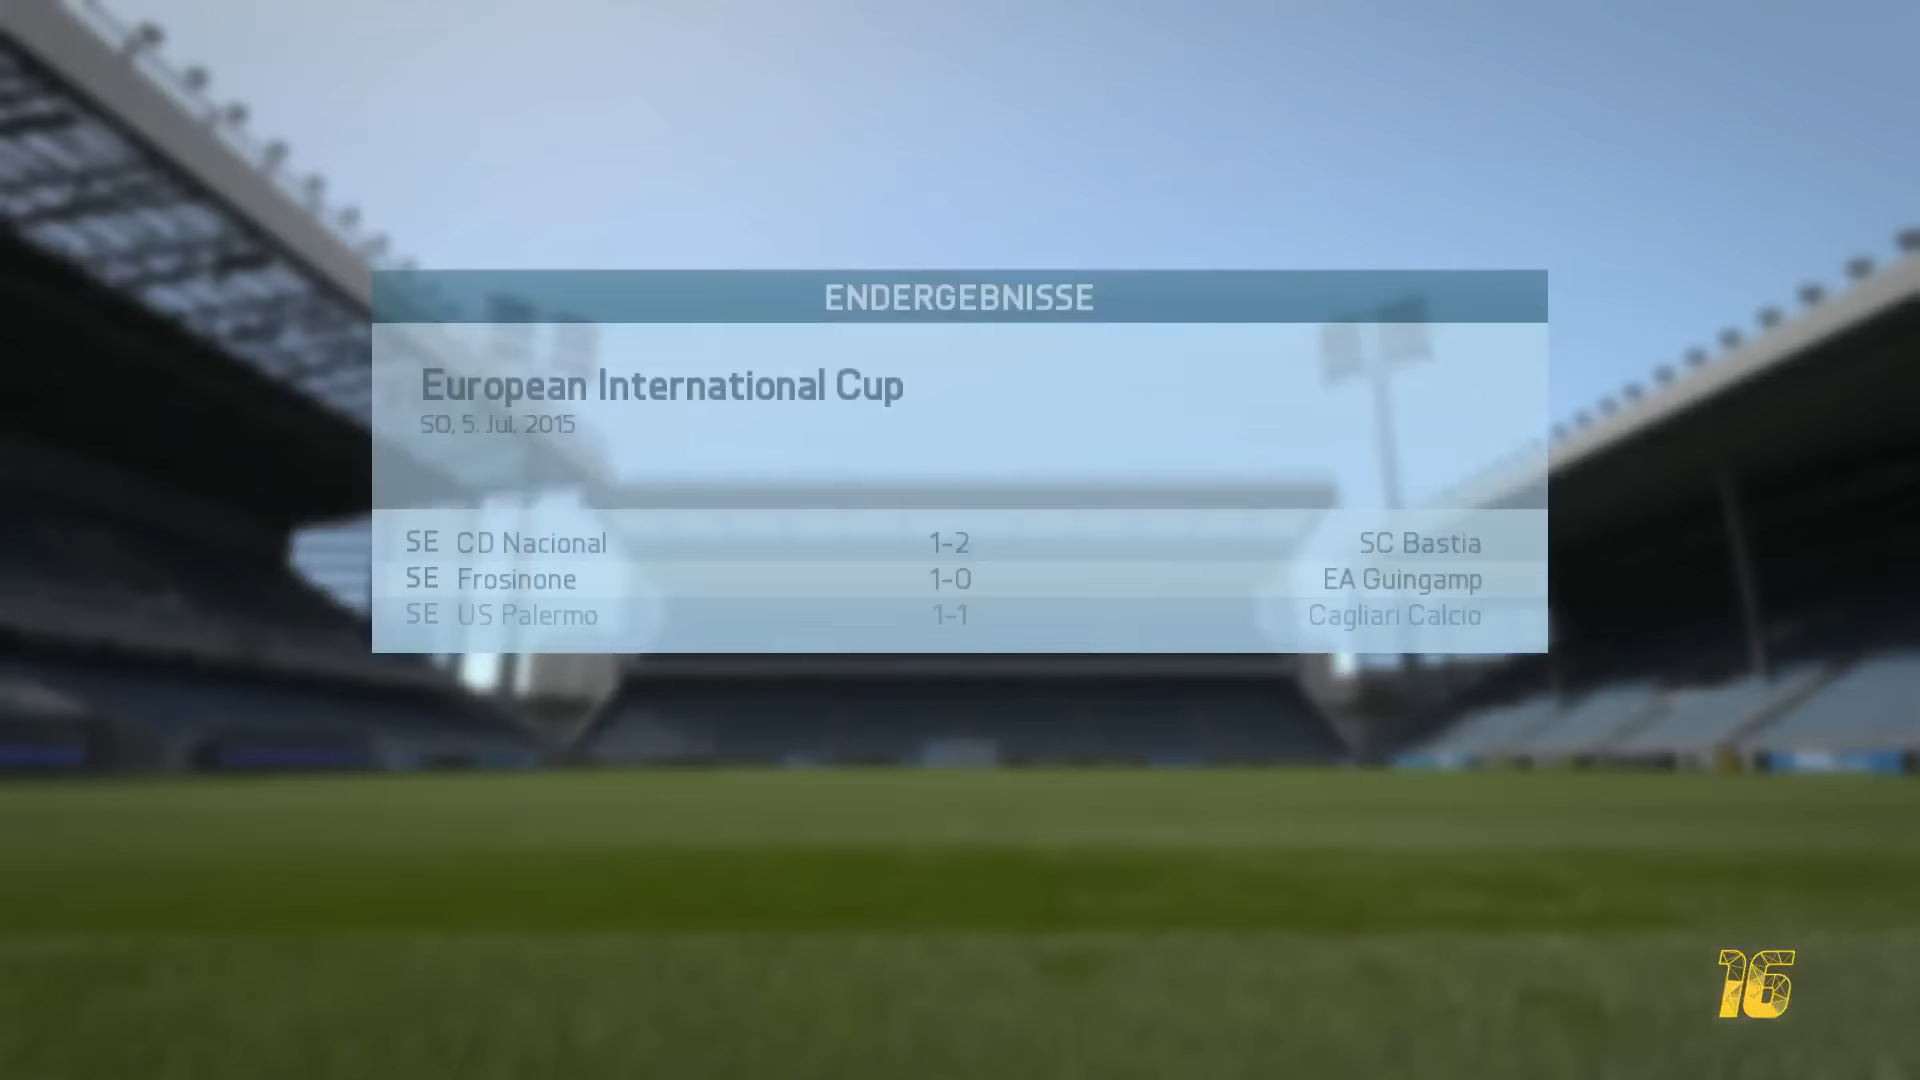 ENDERGEBNISSE
European International Cup
SO, 5. Jul. 2015
SE CD Nacional 1-2 SC Bastia
SE Frosinone 1-0 EA Guingamp
SE US Palermo 1-1 Cagliari Calcio
16